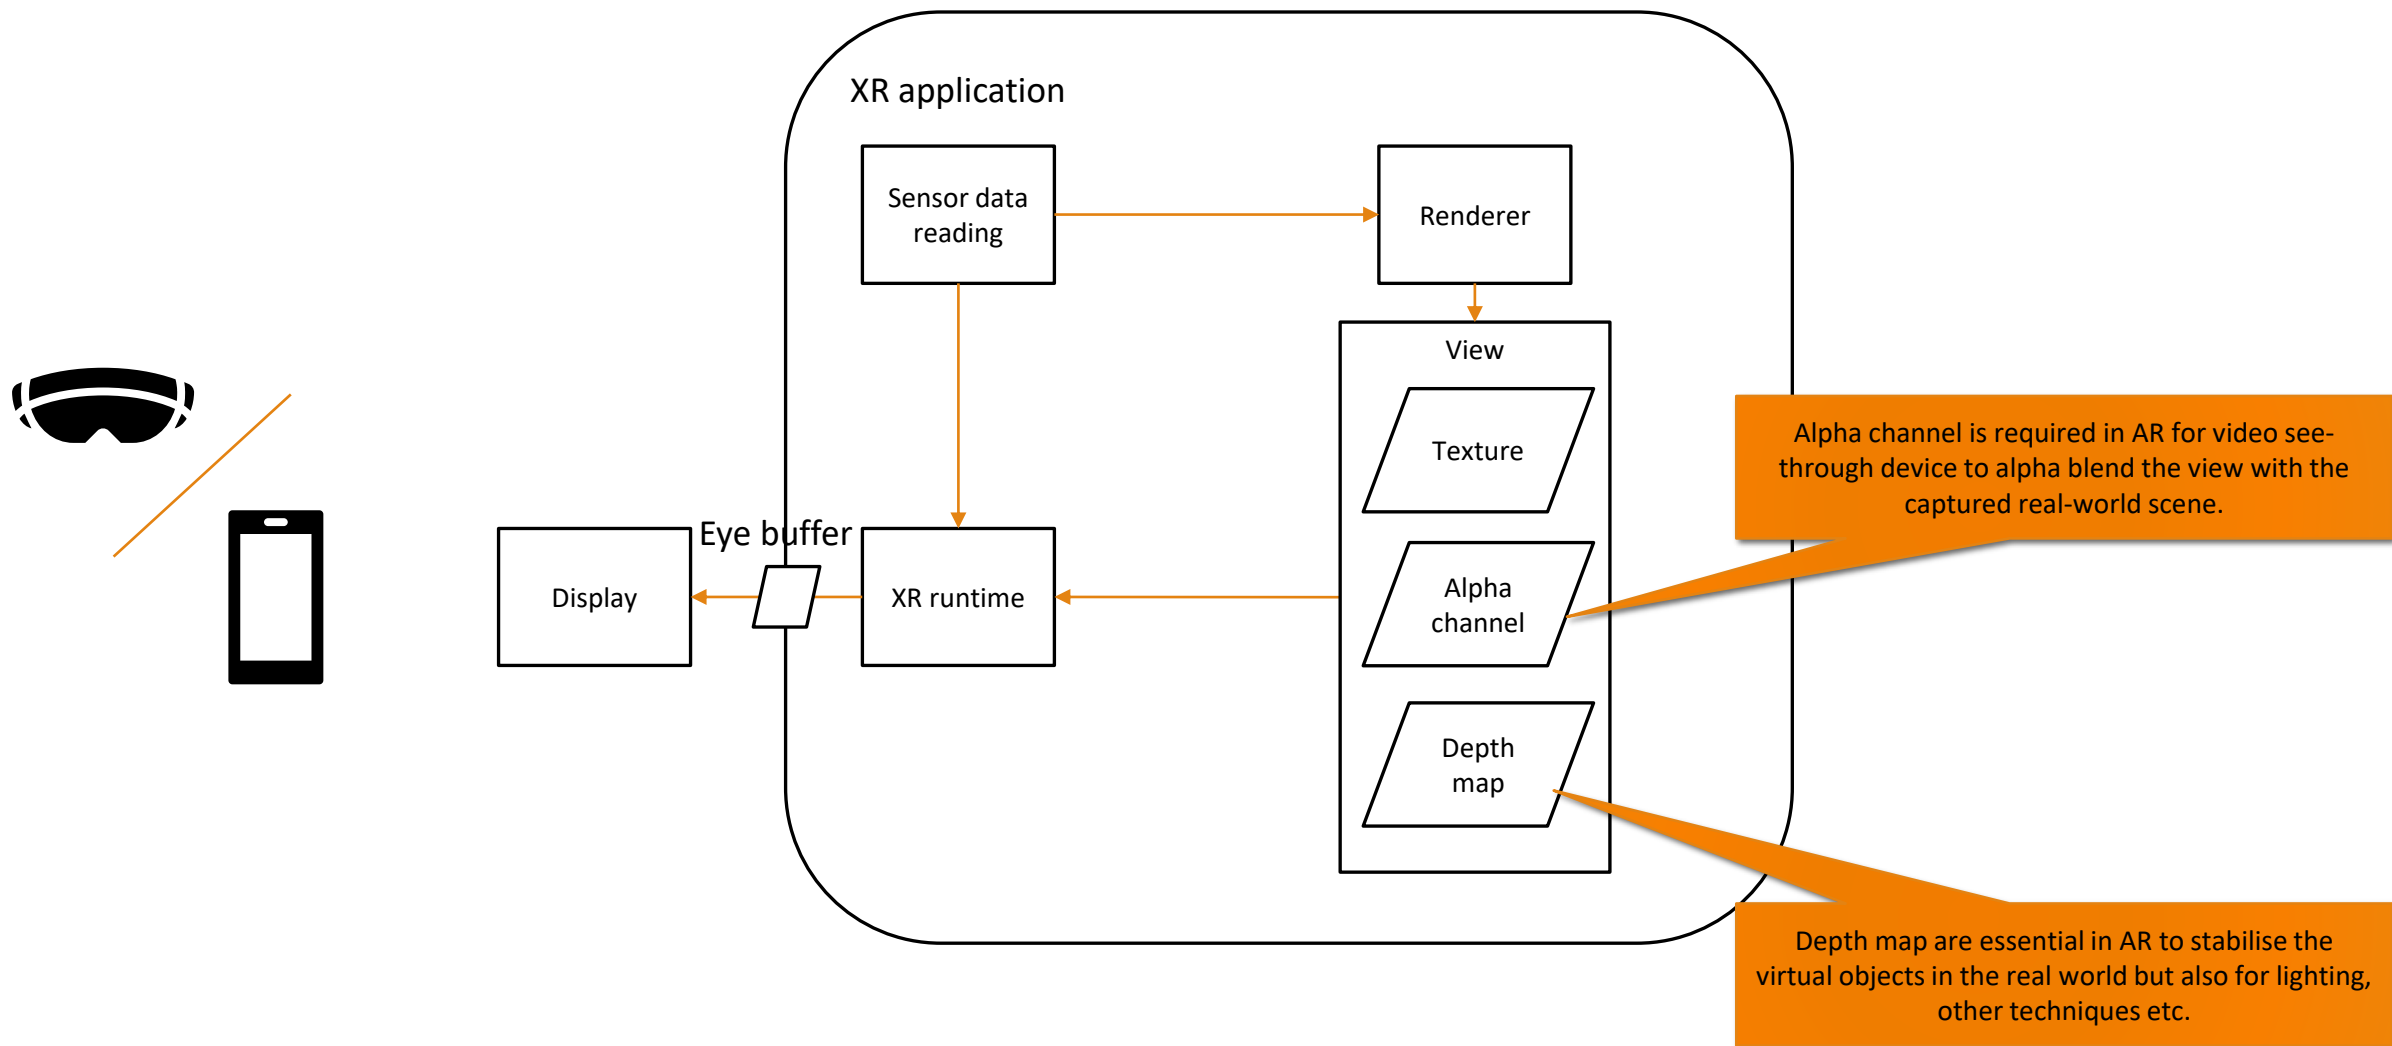 XR application
Sensor data
reading
Renderer
View
Texture
Alpha channel is required in AR for video see-
through device to alpha blend the view with the
captured real-world scene.
Eye buffer
Display
XR runtime
Alpha
channel
Depth
map
Depth map are essential in AR to stabilise the
virtual objects in the real world but also for lighting,
other techniques etc.